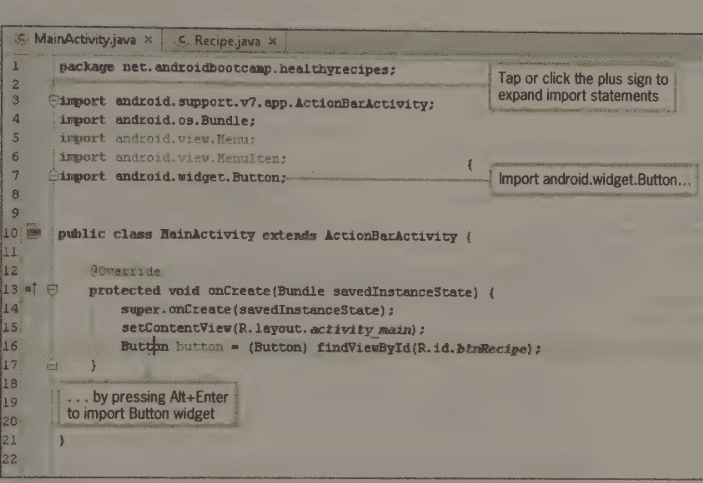 MainActivity.java × Recipe.java ×
1 package net.androidbootcamp.healthyrecipes;
2
3 import android.support.v7.app.ActionBarActivity;
4 import android.os.Bundle;
5 import android.view.Menu;
6 import android.view.MenuItem;
7 import android.widget.Button;
8
9
10 public class MainActivity extends ActionBarActivity {
11
12 @Override
13 protected void onCreate(Bundle savedInstanceState) {
14 super.onCreate(savedInstanceState);
15 setContentView(R.layout.activity_main);
16 Button button = (Button) findViewById(R.id.btnRecipe);
17 }
18
19
20
21 }
22
Tap or click the plus sign to
expand import statements
{
Import android.widget.Button...
. . . by pressing Alt+Enter
to import Button widget